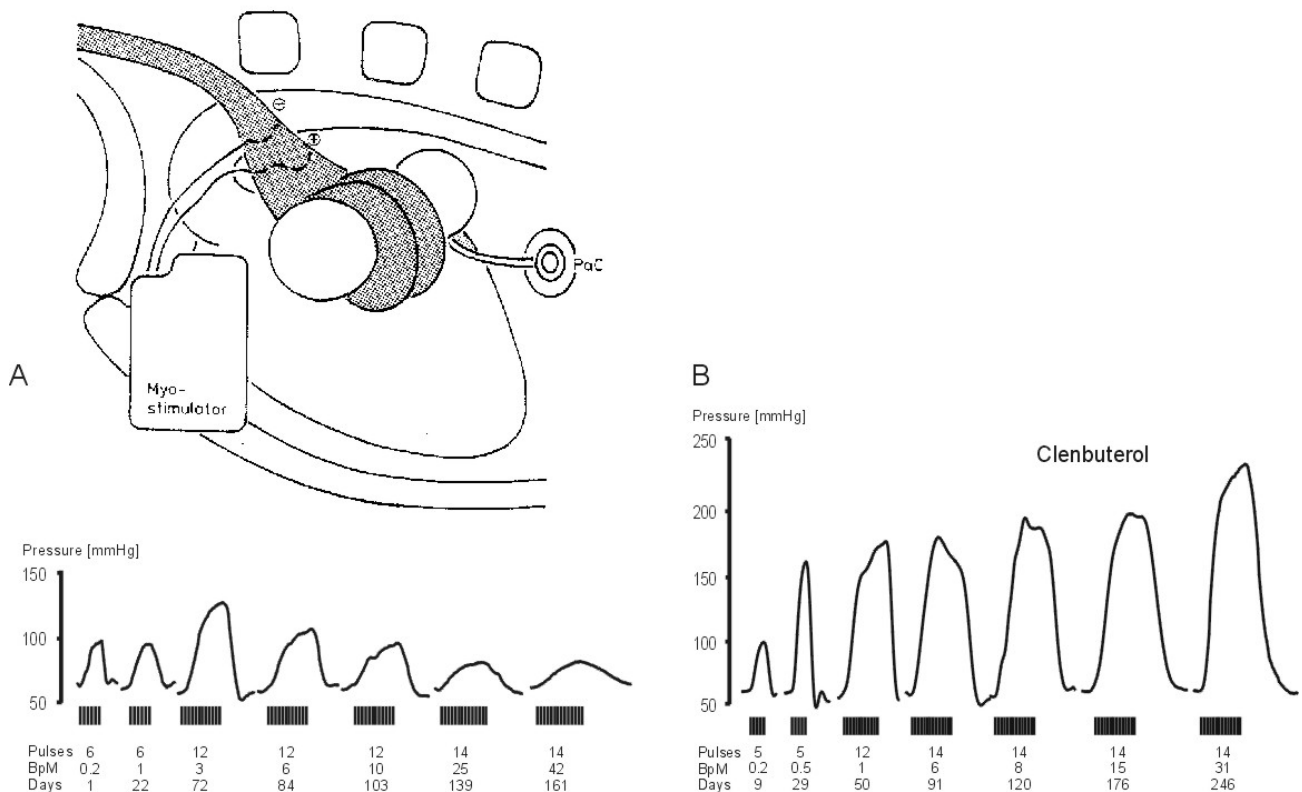 ⊖
⊕
PaC
A
Myo-
stimulator
Pressure [mmHg]
150
100
50
Pulses 6 6 12 12 12 14 14
BpM 0.2 1 3 6 10 25 42
Days 1 22 72 84 103 139 161
B
Pressure [mmHg]
250
Clenbuterol
200
150
100
50
Pulses 5 5 12 14 14 14 14
BpM 0.2 0.5 1 6 8 15 31
Days 9 29 50 91 120 176 246